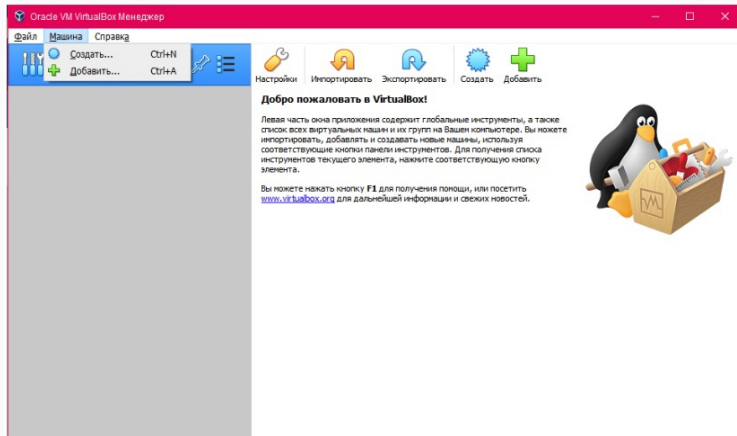 Oracle VM VirtualBox Менеджер
Файл Машина Справка
Создать... Ctrl+N
Добавить... Ctrl+A
Настройки Импортировать Экспортировать Создать Добавить
Добро пожаловать в VirtualBox!
Левая часть окна приложения содержит глобальные инструменты, а также
список всех виртуальных машин и их групп на Вашем компьютере. Вы можете
импортировать, добавлять и создавать новые машины, используя
соответствующие кнопки панели инструментов. Для получения списка
инструментов текущего элемента, нажмите соответствующую кнопку
элемента.
Вы можете нажать кнопку F1 для получения помощи, или посетить
www.virtualbox.org для дальнейшей информации и свежих новостей.